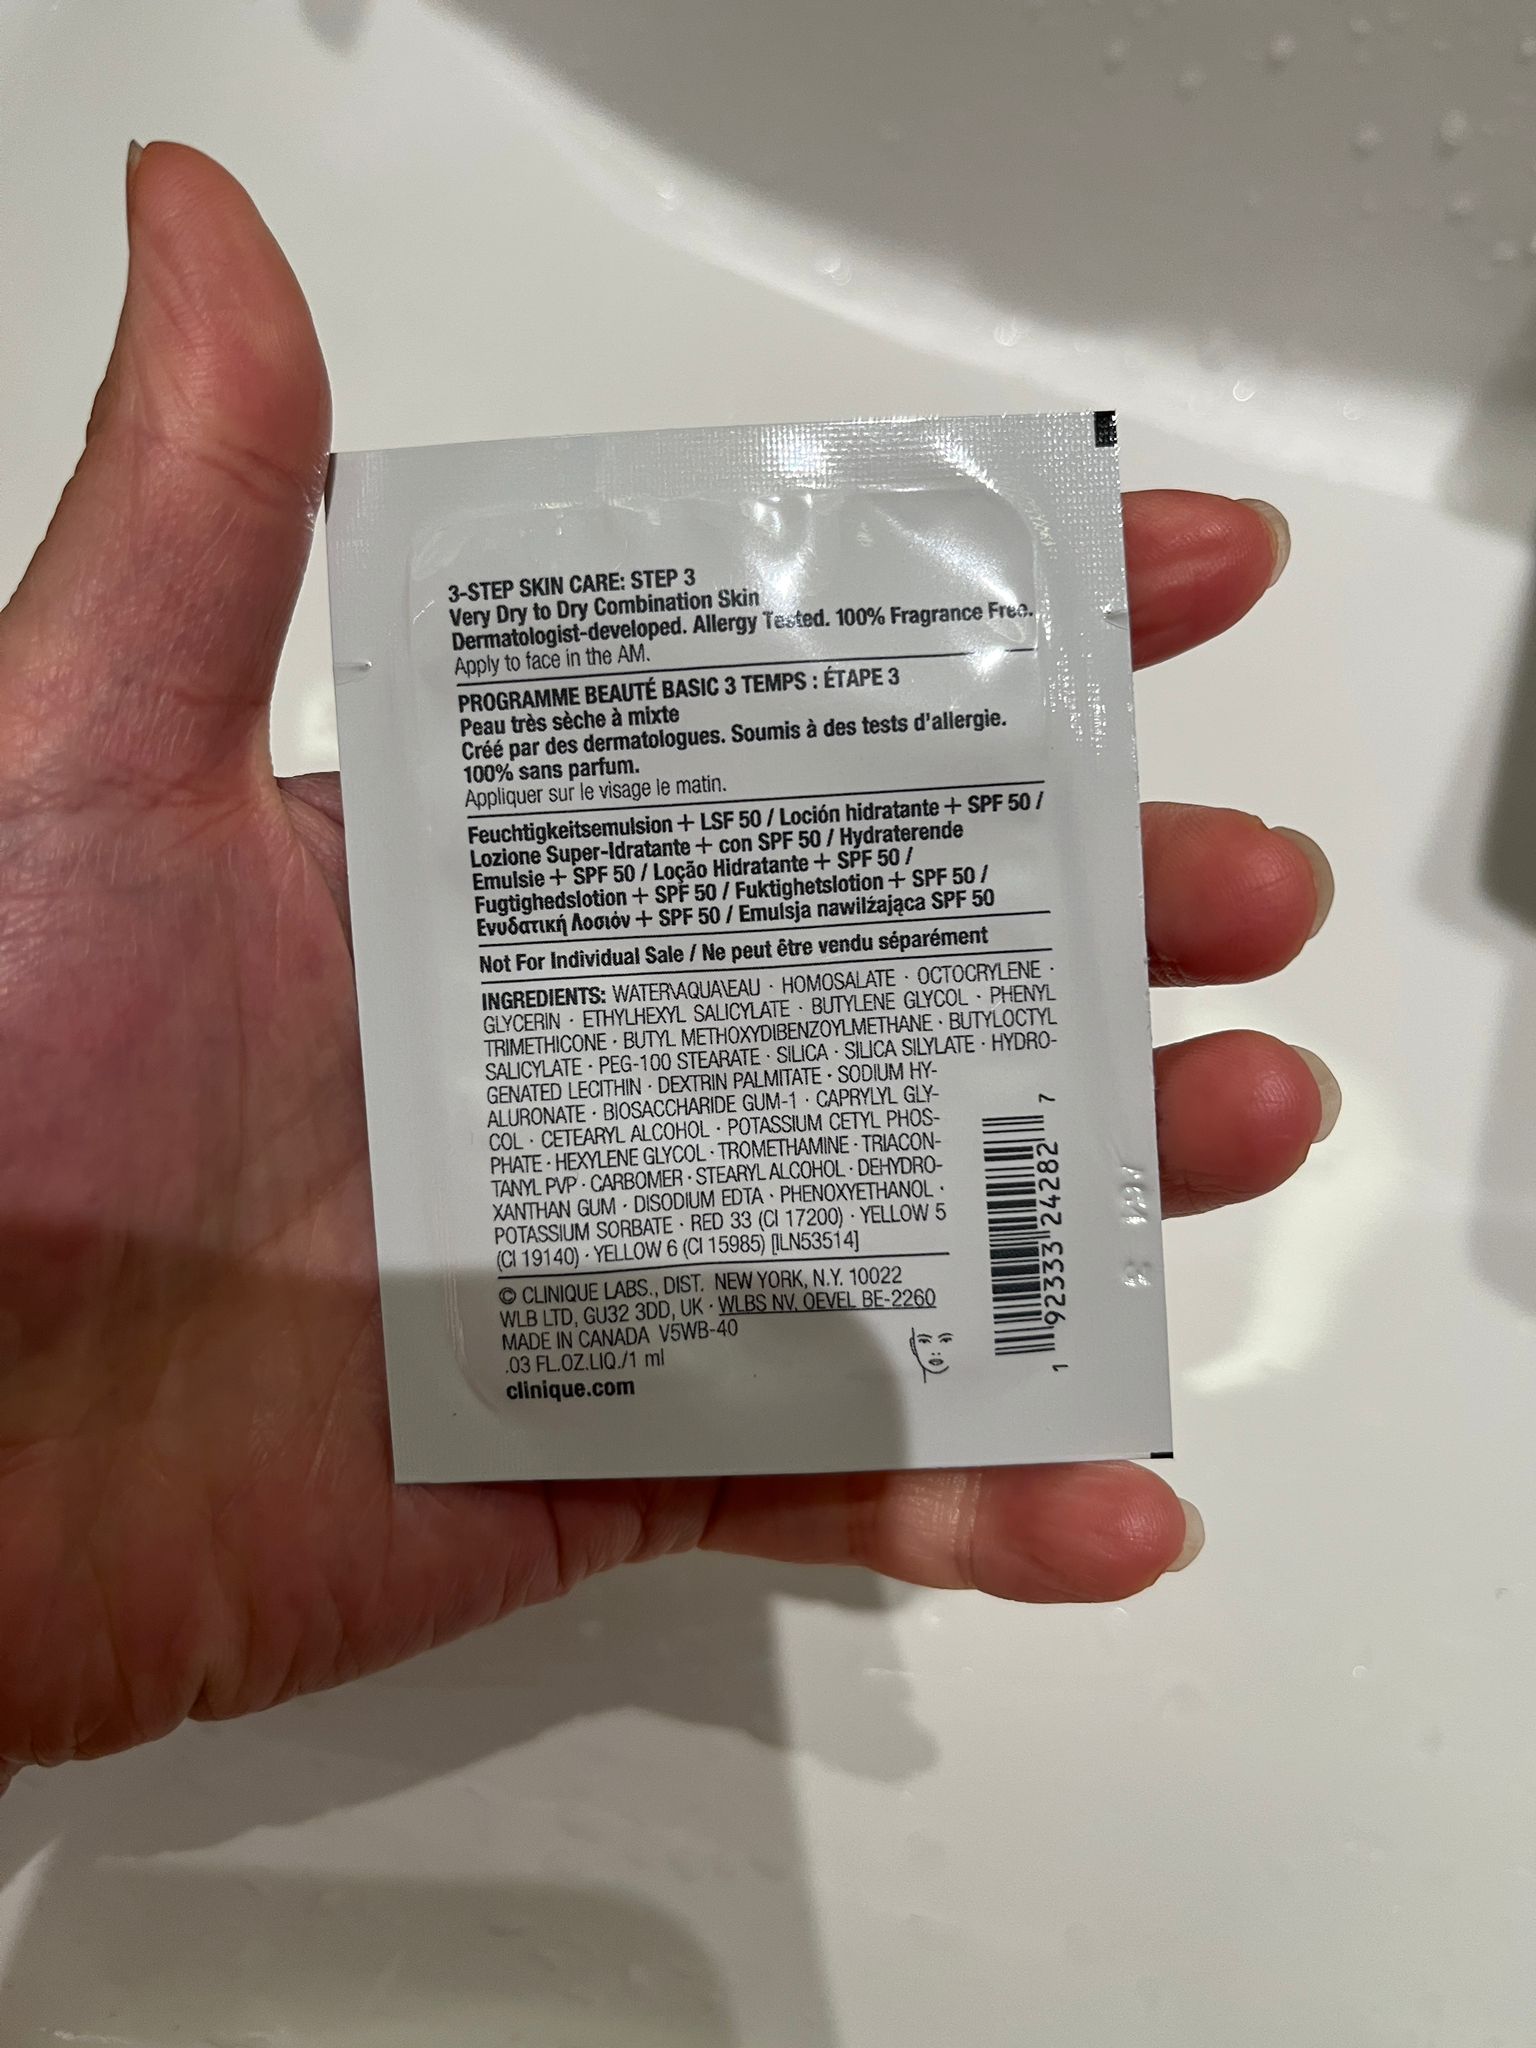 3-STEP SKIN CARE: STEP 3
Very Dry to Dry Combination Skin
Dermatologist-developed. Allergy Tested. 100% Fragrance Free.
Apply to face in the AM.
PROGRAMME BEAUTÉ BASIC 3 TEMPS : ÉTAPE 3
Peau très sèche à mixte
Créé par des dermatologues. Soumis à des tests d'allergie.
100% sans parfum.
Appliquer sur le visage le matin.
Feuchtigkeitsemulsion + LSF 50 / Loción hidratante + SPF 50 /
Lozione Super-Idratante + con SPF 50 / Hydraterende
Emulsie + SPF 50 / Loção Hidratante + SPF 50 /
Fugtighedslotion + SPF 50 / Fuktighetslotion + SPF 50 /
Ενυδατική Λοσιόν + SPF 50 / Emulsja nawilżająca SPF 50
Not For Individual Sale / Ne peut être vendu séparément
INGREDIENTS: WATER\AQUA\EAU · HOMOSALATE · OCTOCRYLENE ·
GLYCERIN · ETHYLHEXYL SALICYLATE · BUTYLENE GLYCOL · PHENYL
TRIMETHICONE · BUTYL METHOXYDIBENZOYLMETHANE · BUTYLOCTYL
SALICYLATE · PEG-100 STEARATE · SILICA · SILICA SILYLATE · HYDRO-
GENATED LECITHIN · DEXTRIN PALMITATE · SODIUM HY-
ALURONATE · BIOSACCHARIDE GUM-1 · CAPRYLYL GLY-
COL · CETEARYL ALCOHOL · POTASSIUM CETYL PHOS-
PHATE · HEXYLENE GLYCOL · TROMETHAMINE · TRIACON-
TANYL PVP · CARBOMER · STEARYL ALCOHOL · DEHYDRO-
XANTHAN GUM · DISODIUM EDTA · PHENOXYETHANOL ·
POTASSIUM SORBATE · RED 33 (CI 17200) · YELLOW 5
(CI 19140) · YELLOW 6 (CI 15985) [ILN53514]
© CLINIQUE LABS., DIST. NEW YORK, N.Y. 10022
WLB LTD, GU32 3DD, UK · WLBS NV, OEVEL BE-2260
MADE IN CANADA V5WB-40
.03 FL.OZ.LIQ./1 ml
clinique.com
1 92333 24282 7